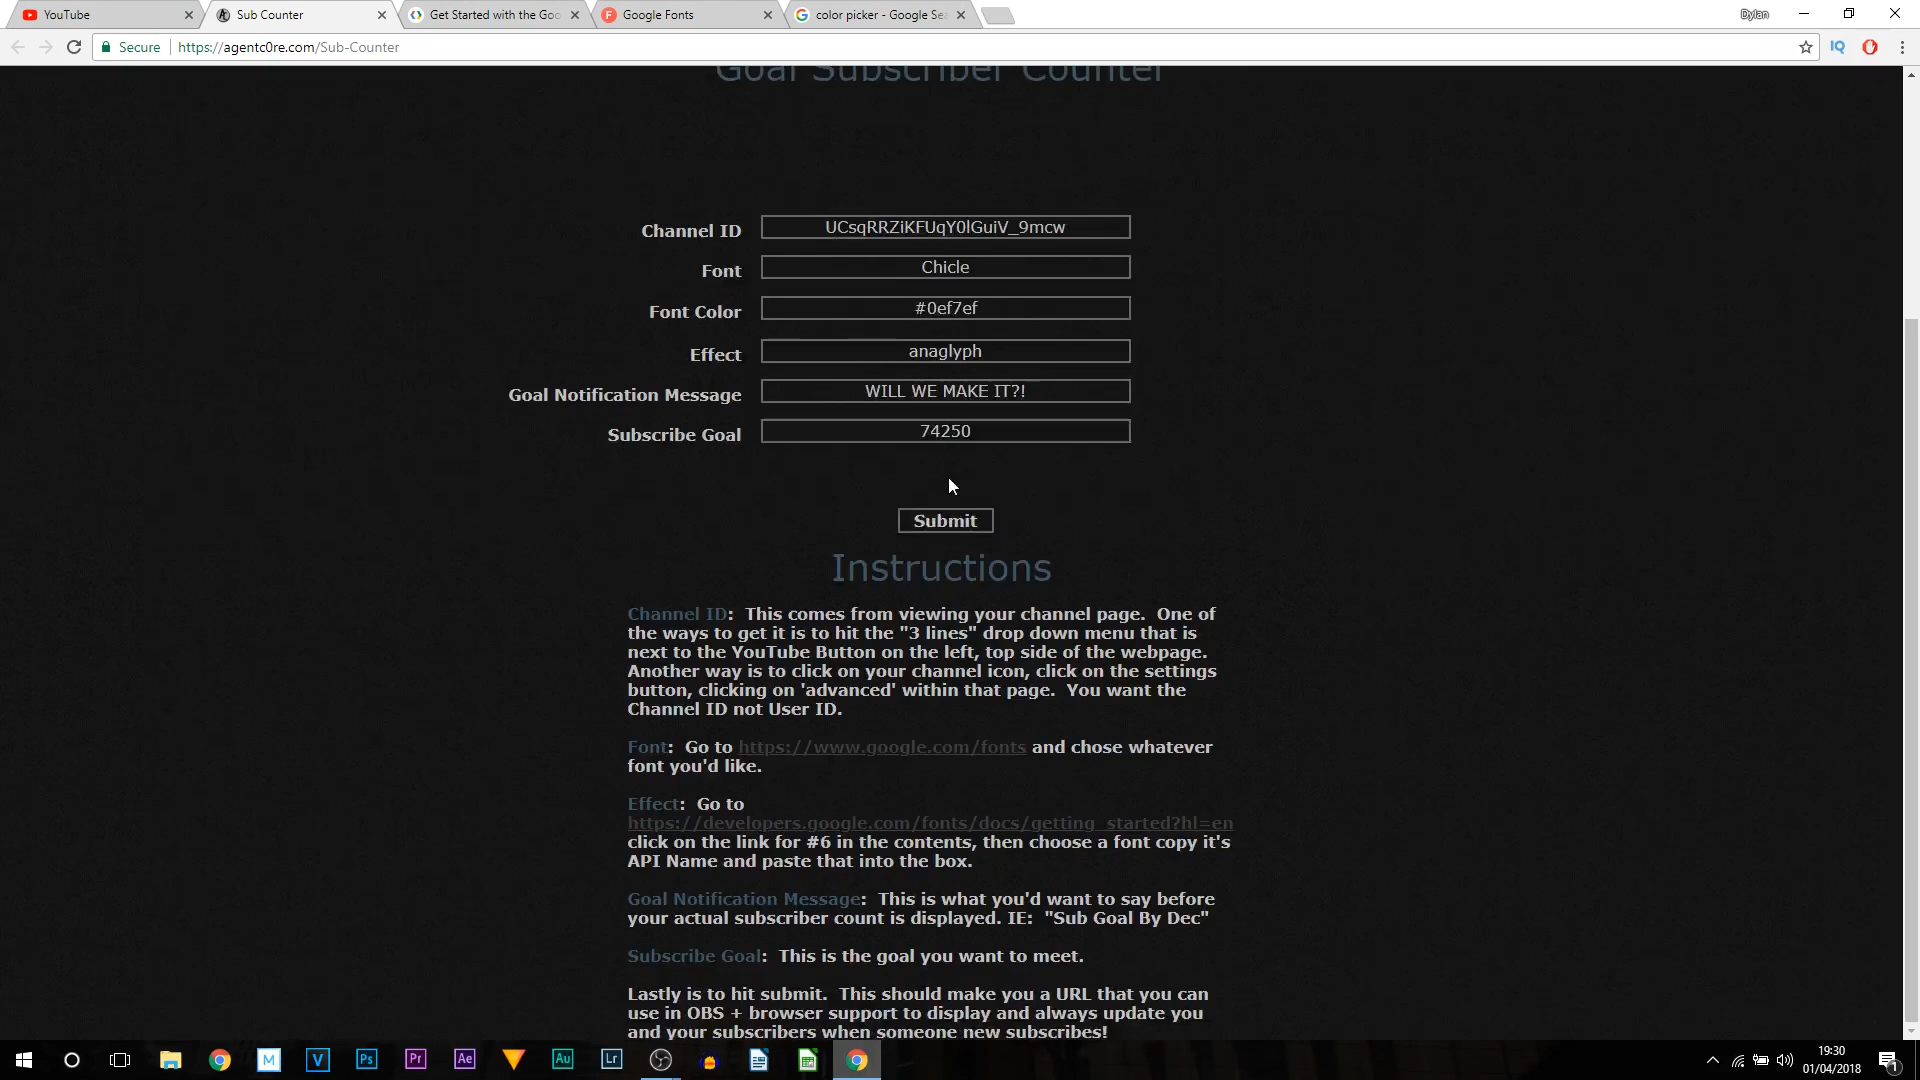 YouTube
Sub Counter
Get Started with the Goo
Google Fonts
color picker - Google Sea
Dylan
Secure
https://agentc0re.com/Sub-Counter
IQ
Goal Subscriber Counter
Channel ID
UCsqRRZiKFUqY0lGuiV_9mcw
Font
Chicle
Font Color
#0ef7ef
Effect
anaglyph
Goal Notification Message
WILL WE MAKE IT?!
Subscribe Goal
74250
Submit
Instructions
Channel ID:  This comes from viewing your channel page.  One of
the ways to get it is to hit the "3 lines" drop down menu that is
next to the YouTube Button on the left, top side of the webpage.
Another way is to click on your channel icon, click on the settings
button, clicking on 'advanced' within that page.  You want the
Channel ID not User ID.
Font:  Go to https://www.google.com/fonts and chose whatever
font you'd like.
Effect:  Go to
https://developers.google.com/fonts/docs/getting_started?hl=en
click on the link for #6 in the contents, then choose a font copy it's
API Name and paste that into the box.
Goal Notification Message:  This is what you'd want to say before
your actual subscriber count is displayed. IE:  "Sub Goal By Dec"
Subscribe Goal:  This is the goal you want to meet.
Lastly is to hit submit.  This should make you a URL that you can
use in OBS + browser support to display and always update you
and your subscribers when someone new subscribes!
M
V
Ps
Pr
Ae
Au
Lr
19:30
01/04/2018
1